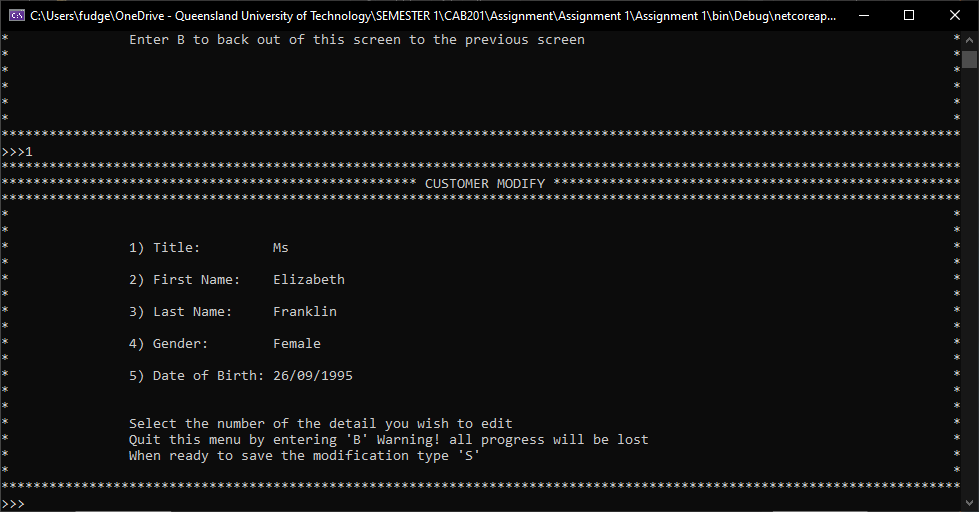 C:\Users\fudge\OneDrive - Queensland University of Technology\SEMESTER 1\CAB201\Assignment\Assignment 1\Assignment 1\bin\Debug\netcoreap...
* Enter B to back out of this screen to the previous screen *
* *
* *
* *
* *
* *
************************************************************************************************************************
>>>1
************************************************************************************************************************
**************************************************** CUSTOMER MODIFY ***************************************************
************************************************************************************************************************
* *
* *
* 1) Title: Ms *
* *
* 2) First Name: Elizabeth *
* *
* 3) Last Name: Franklin *
* *
* 4) Gender: Female *
* *
* 5) Date of Birth: 26/09/1995 *
* *
* *
* Select the number of the detail you wish to edit *
* Quit this menu by entering 'B' Warning! all progress will be lost *
* When ready to save the modification type 'S' *
* *
************************************************************************************************************************
>>>